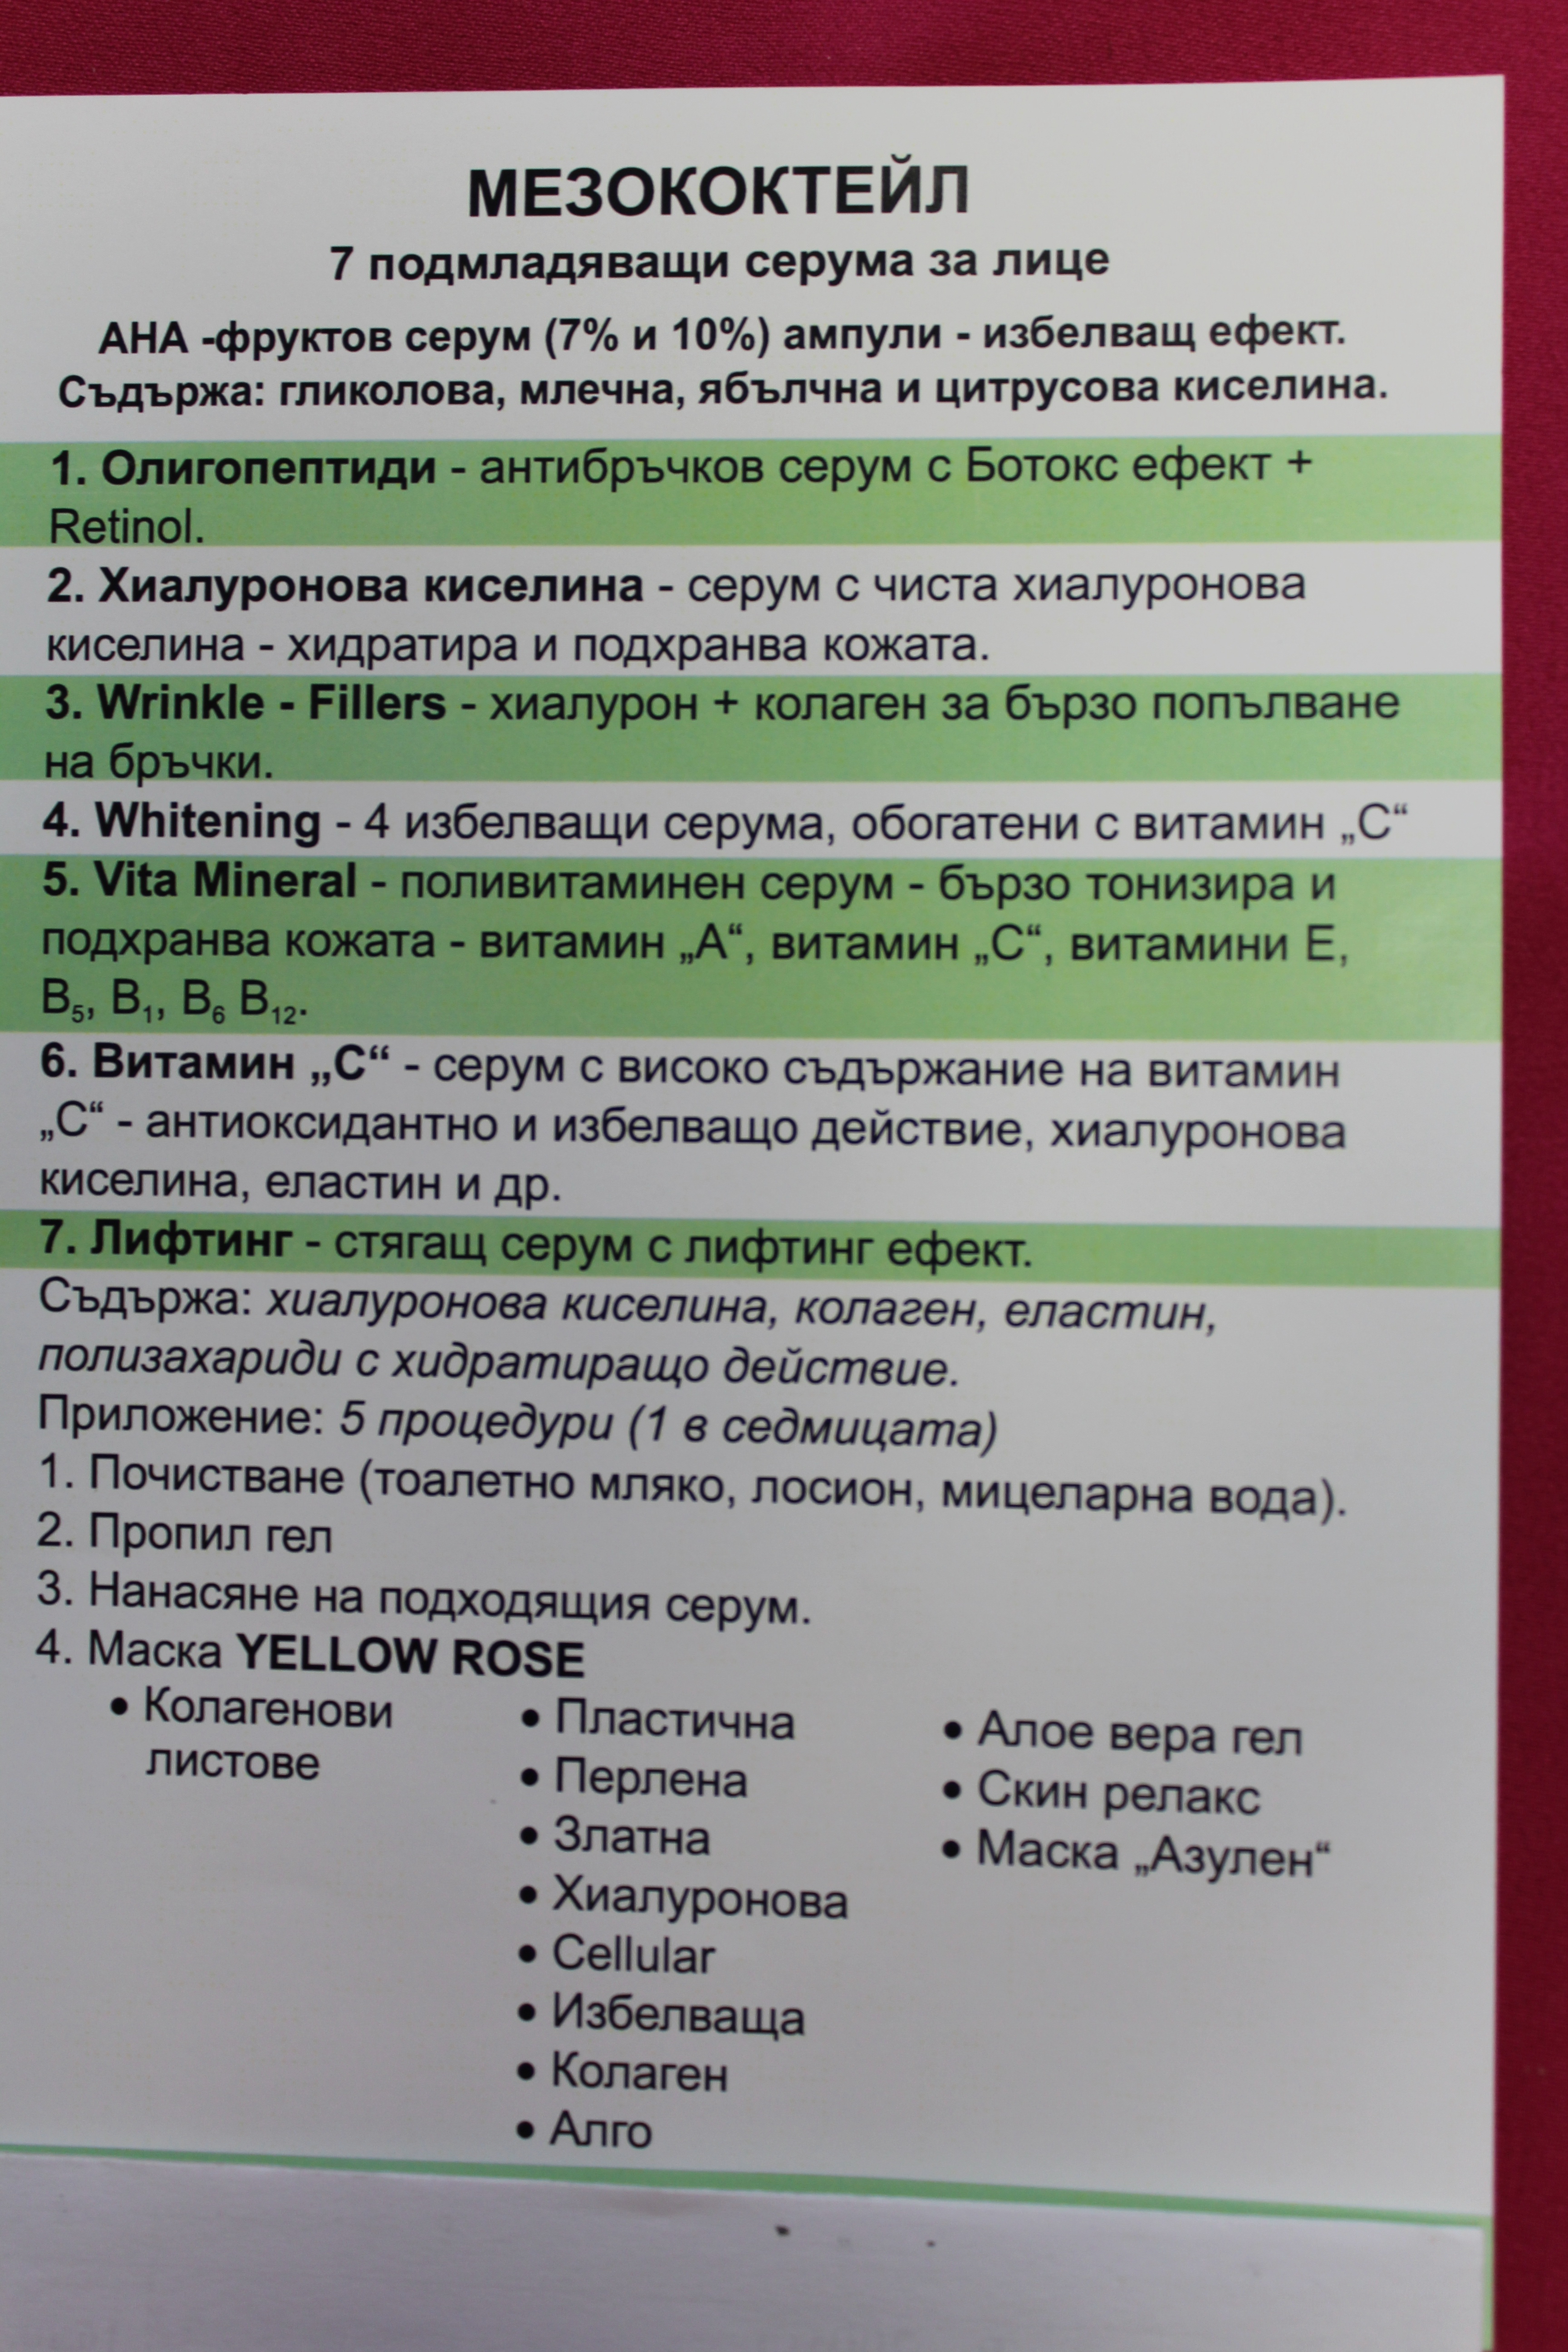 МЕЗОКОКТЕЙЛ
7 подмладяващи серума за лице
АНА -фруктов серум (7% и 10%) ампули - избелващ ефект.
Съдържа: гликолова, млечна, ябълчна и цитрусова киселина.
1. Олигопептиди - антибръчков серум с Ботокс ефект +
Retinol.
2. Хиалуронова киселина - серум с чиста хиалуронова
киселина - хидратира и подхранва кожата.
3. Wrinkle - Fillers - хиалурон + колаген за бързо попълване
на бръчки.
4. Whitening - 4 избелващи серума, обогатени с витамин „С“
5. Vita Mineral - поливитаминен серум - бързо тонизира и
подхранва кожата - витамин „А“, витамин „С“, витамини Е,
B₅, B₁, B₆ B₁₂.
6. Витамин „С“ - серум с високо съдържание на витамин
„С“ - антиоксидантно и избелващо действие, хиалуронова
киселина, еластин и др.
7. Лифтинг - стягащ серум с лифтинг ефект.
Съдържа: хиалуронова киселина, колаген, еластин,
полизахариди с хидратиращо действие.
Приложение: 5 процедури (1 в седмицата)
1. Почистване (тоалетно мляко, лосион, мицеларна вода).
2. Пропил гел
3. Нанасяне на подходящия серум.
4. Маска YELLOW ROSE
• Колагенови
листове
• Пластична
• Перлена
• Златна
• Хиалуронова
• Cellular
• Избелваща
• Колаген
• Алго
• Алое вера гел
• Скин релакс
• Маска „Азулен“